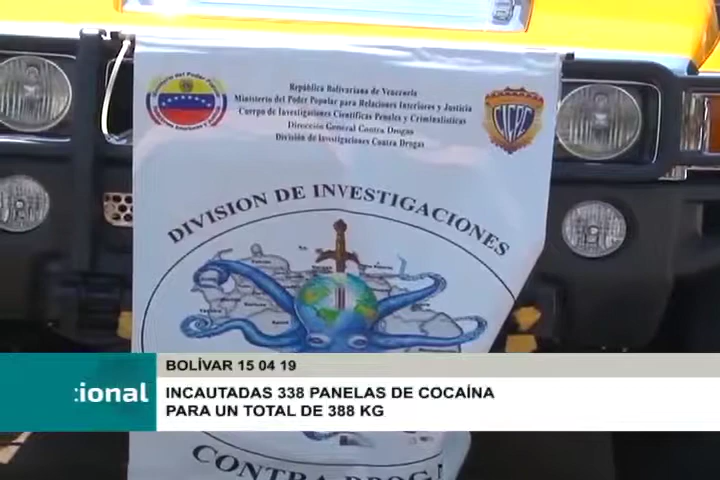 República Bolivariana de Venezuela
Ministerio del Poder Popular para Relaciones Interiores y Justicia
Cuerpo de Investigaciones Científicas Penales y Criminalísticas
Dirección General Contra Drogas
División de Investigaciones Contra Drogas
CICPC
DIVISION DE INVESTIGACIONES
cional
BOLÍVAR 15 04 19
INCAUTADAS 338 PANELAS DE COCAÍNA
PARA UN TOTAL DE 388 KG
CONTRA DROG